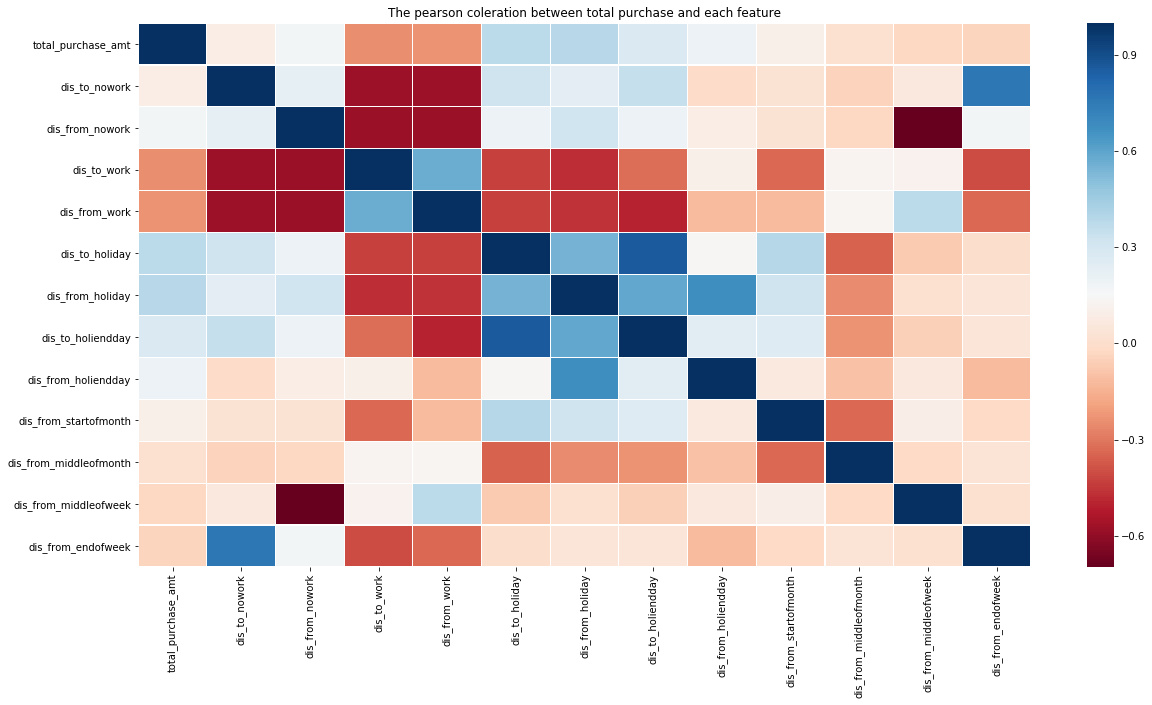 The pearson coleration between total purchase and each feature
total_purchase_amt
dis_to_nowork
dis_from_nowork
dis_to_work
dis_from_work
dis_to_holiday
dis_from_holiday
dis_to_holiendday
dis_from_holiendday
dis_from_startofmonth
dis_from_middleofmonth
dis_from_middleofweek
dis_from_endofweek
total_purchase_amt
dis_to_nowork
dis_from_nowork
dis_to_work
dis_from_work
dis_to_holiday
dis_from_holiday
dis_to_holiendday
dis_from_holiendday
dis_from_startofmonth
dis_from_middleofmonth
dis_from_middleofweek
dis_from_endofweek
0.9
0.6
0.3
0.0
−0.3
−0.6